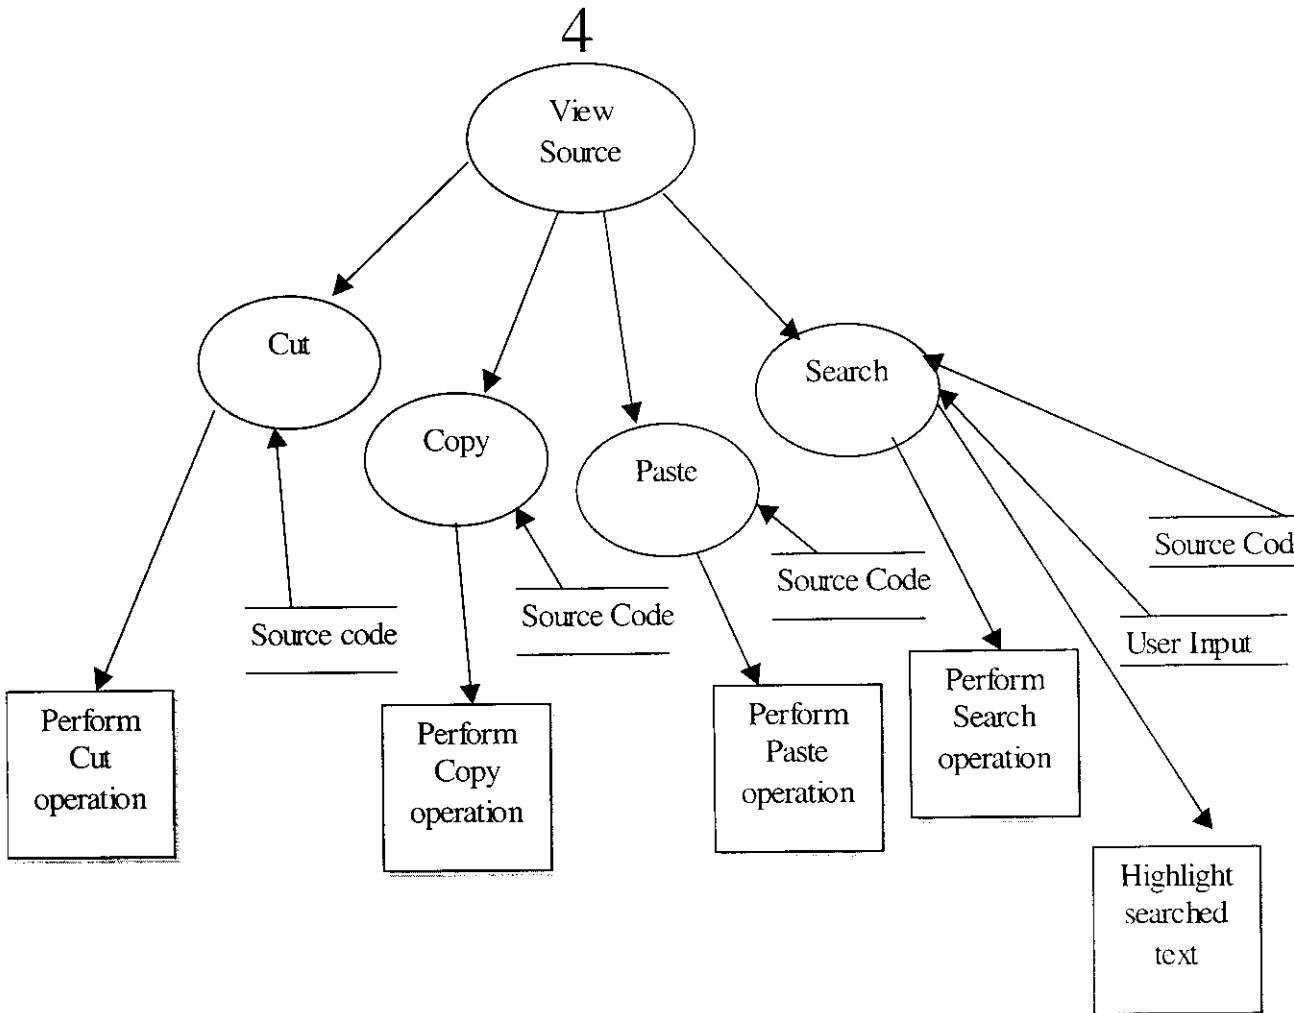 4
View
Source
Cut
Copy
Paste
Search
Source code
Source Code
Source Code
Source Cod
User Input
Perform
Cut
operation
Perform
Copy
operation
Perform
Paste
operation
Perform
Search
operation
Highlight
searched
text